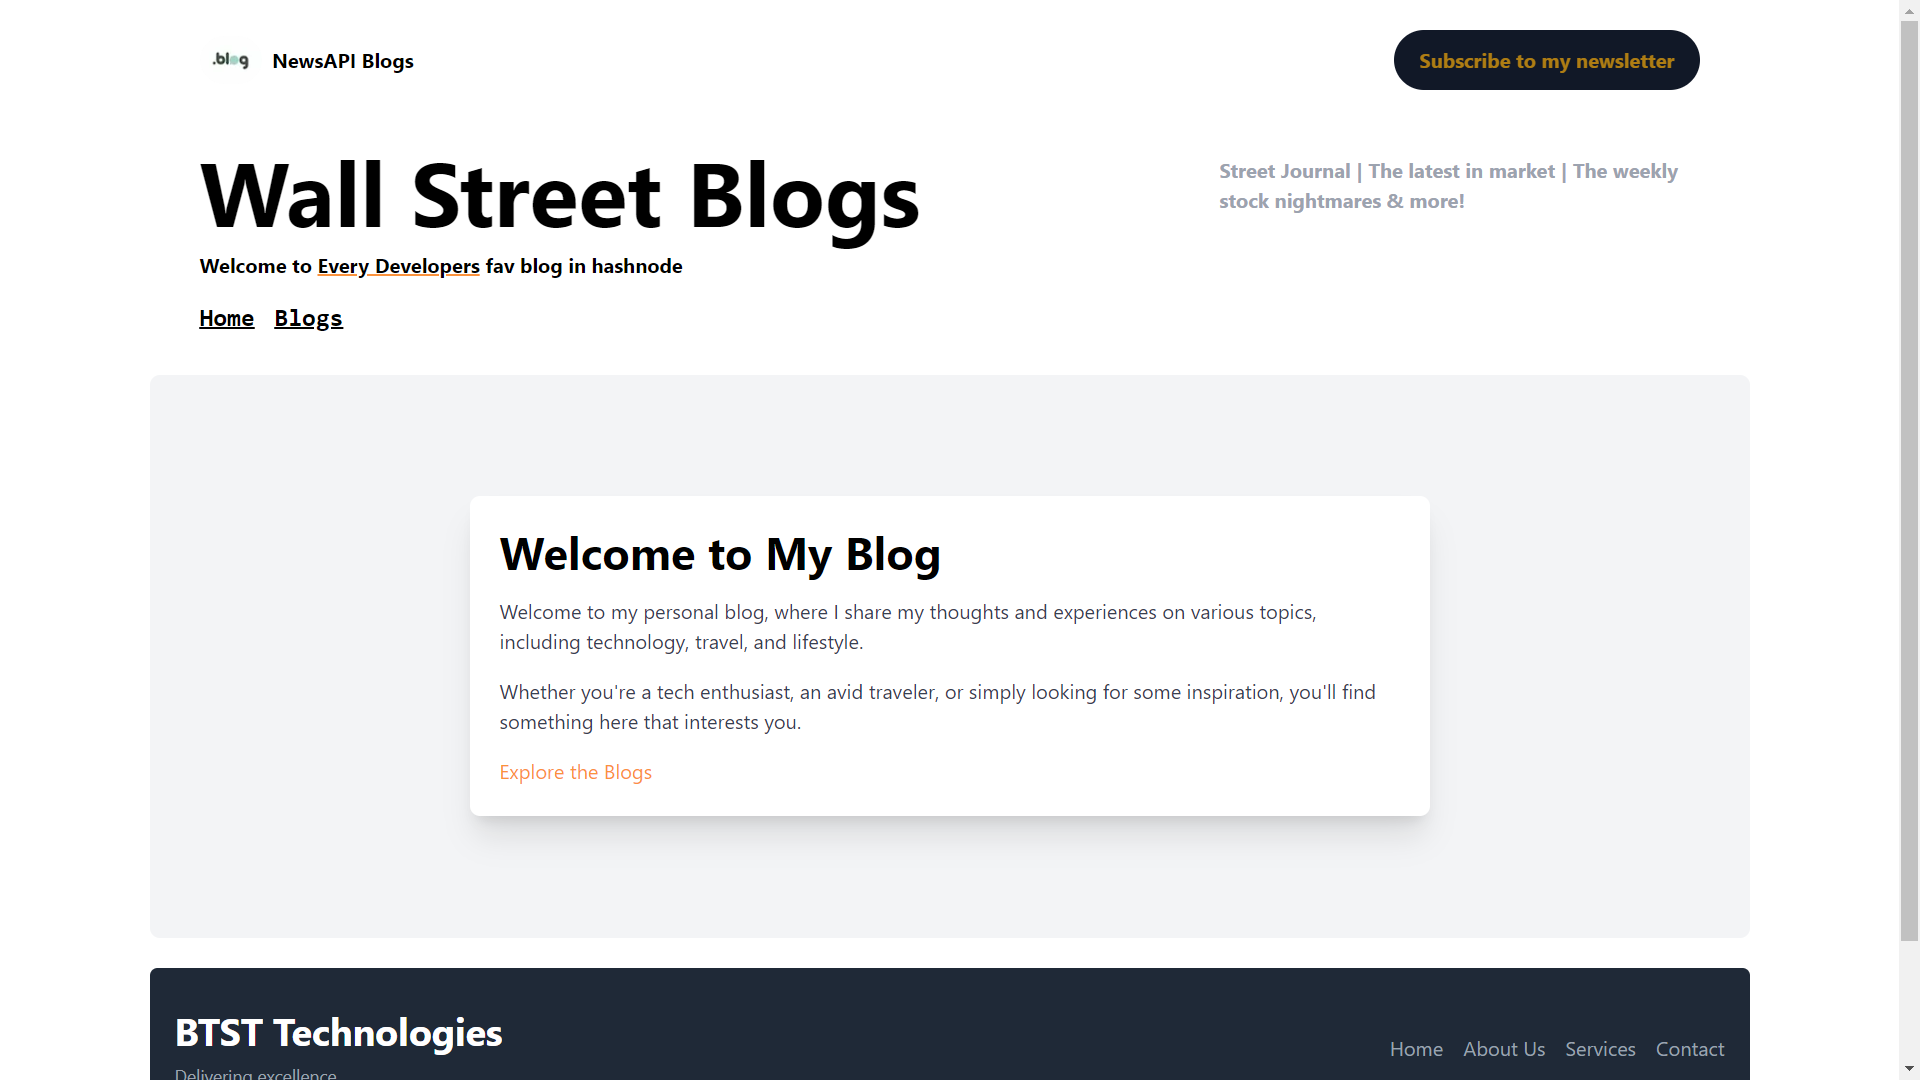 .blog NewsAPI Blogs
Subscribe to my newsletter
Wall Street Blogs
Street Journal | The latest in market | The weekly
stock nightmares & more!
Welcome to Every Developers fav blog in hashnode
Home Blogs
Welcome to My Blog
Welcome to my personal blog, where I share my thoughts and experiences on various topics,
including technology, travel, and lifestyle.
Whether you're a tech enthusiast, an avid traveler, or simply looking for some inspiration, you'll find
something here that interests you.
Explore the Blogs
BTST Technologies
Home About Us Services Contact
Delivering excellence